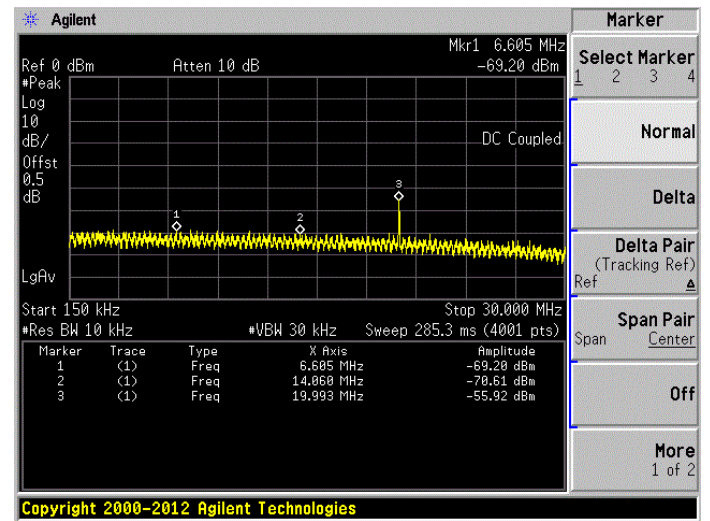 Agilent
Marker
Mkr1 6.605 MHz
Ref 0 dBm Atten 10 dB -69.20 dBm
#Peak
Log
10
dB/
Offst
0.5
dB
DC Coupled
1
2
3
LgAv
Start 150 kHz Stop 30.000 MHz
#Res BW 10 kHz #VBW 30 kHz Sweep 285.3 ms (4001 pts)
Marker Trace Type X Axis Amplitude
1 (1) Freq 6.605 MHz -69.20 dBm
2 (1) Freq 14.060 MHz -70.61 dBm
3 (1) Freq 19.993 MHz -55.92 dBm
Select Marker
1 2 3 4
Normal
Delta
Delta Pair
(Tracking Ref)
Ref Δ
Span Pair
Span Center
Off
More
1 of 2
Copyright 2000-2012 Agilent Technologies